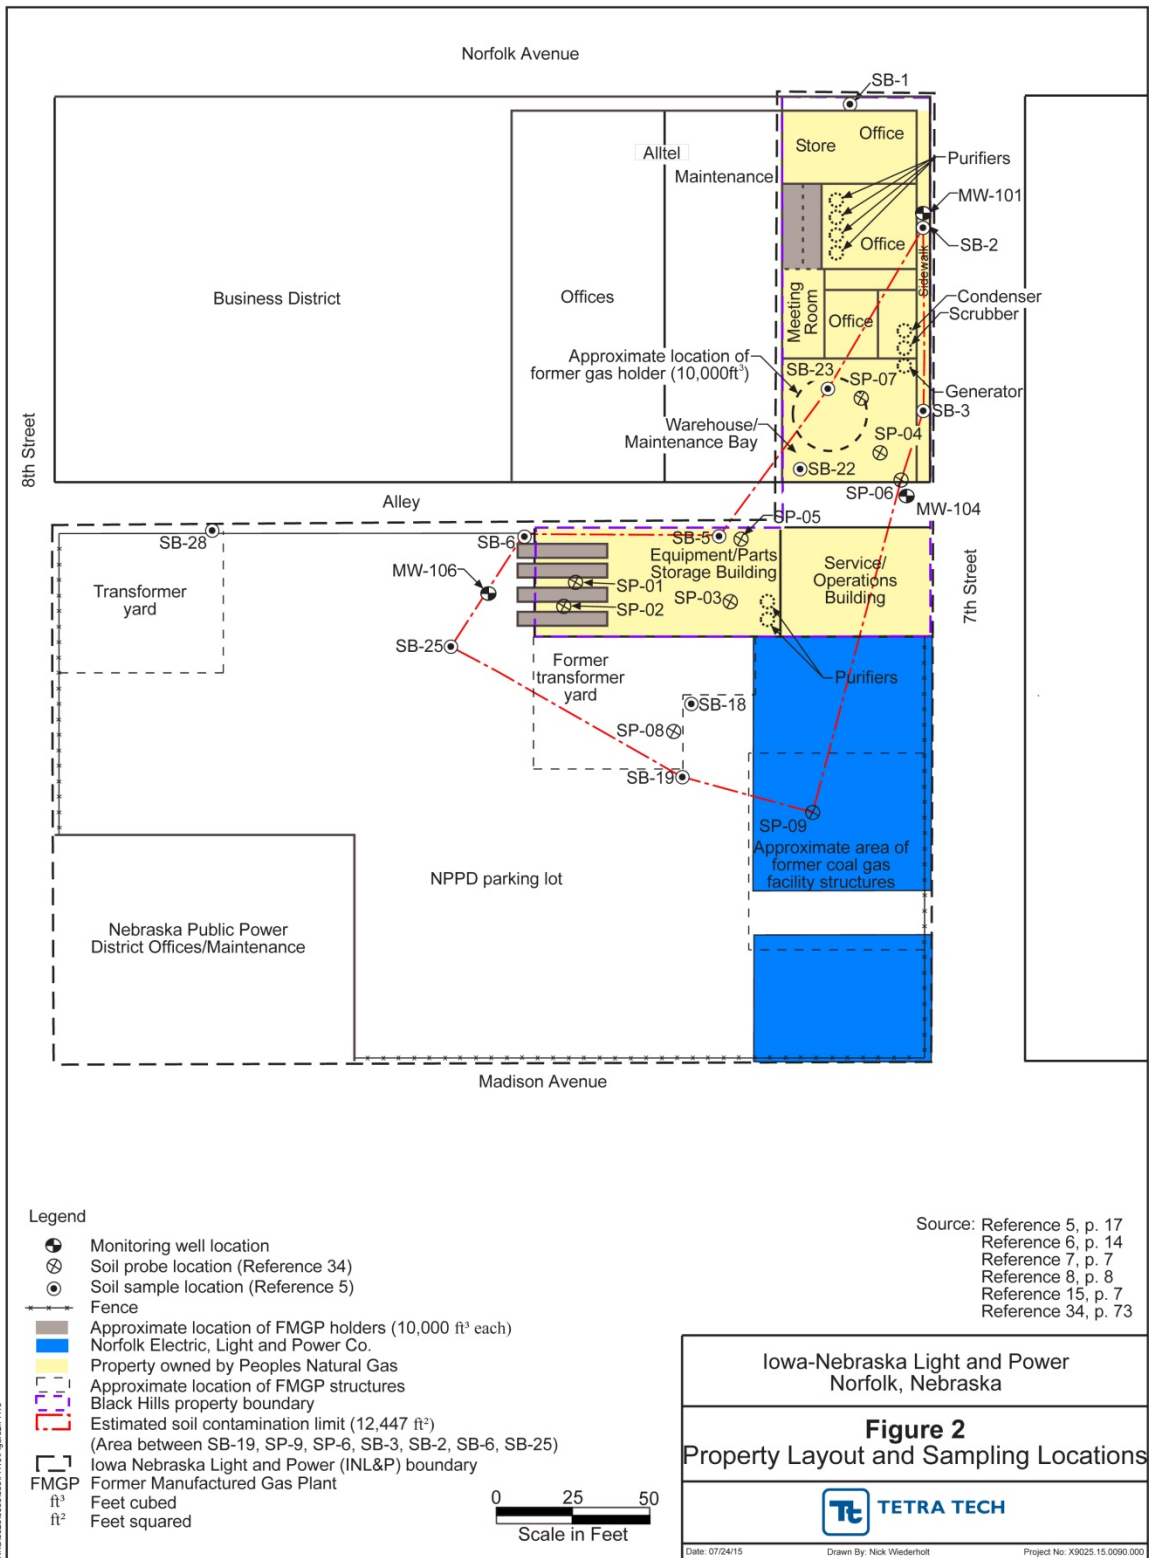 Norfolk Avenue
SB-1
Office
Store
Alltel
Purifiers
Maintenance
MW-101
Office
SB-2
Sidewalk
Business District
Offices
Meeting
Room
Condenser
Scrubber
Office
Approximate location of
former gas holder (10,000ft³)
SB-23
SP-07
Generator
SB-3
Warehouse/
Maintenance Bay
SP-04
SB-22
8th Street
SP-06
Alley
MW-104
SP-05
SB-28
SB-6
SB-5
Equipment/Parts
Storage Building
Service/
Operations
Building
7th Street
MW-106
Transformer
yard
SP-01
SP-02
SP-03
SB-25
Former
transformer
yard
Purifiers
SB-18
SP-08
SB-19
SP-09
Approximate area of
former coal gas
facility structures
NPPD parking lot
Nebraska Public Power
District Offices/Maintenance
Madison Avenue
Legend
Monitoring well location
Soil probe location (Reference 34)
Soil sample location (Reference 5)
Fence
Approximate location of FMGP holders (10,000 ft³ each)
Norfolk Electric, Light and Power Co.
Property owned by Peoples Natural Gas
Approximate location of FMGP structures
Black Hills property boundary
Estimated soil contamination limit (12,447 ft²)
(Area between SB-19, SP-9, SP-6, SB-3, SB-2, SB-6, SB-25)
Iowa Nebraska Light and Power (INL&P) boundary
FMGP Former Manufactured Gas Plant
ft³ Feet cubed
ft² Feet squared
0 25 50
Scale in Feet
Source: Reference 5, p. 17
Reference 6, p. 14
Reference 7, p. 7
Reference 8, p. 8
Reference 15, p. 7
Reference 34, p. 73
Iowa-Nebraska Light and Power
Norfolk, Nebraska
Figure 2
Property Layout and Sampling Locations
Tt TETRA TECH
Date: 07/24/15 Drawn By: Nick Wiederholt Project No: X9025.15.0090.000